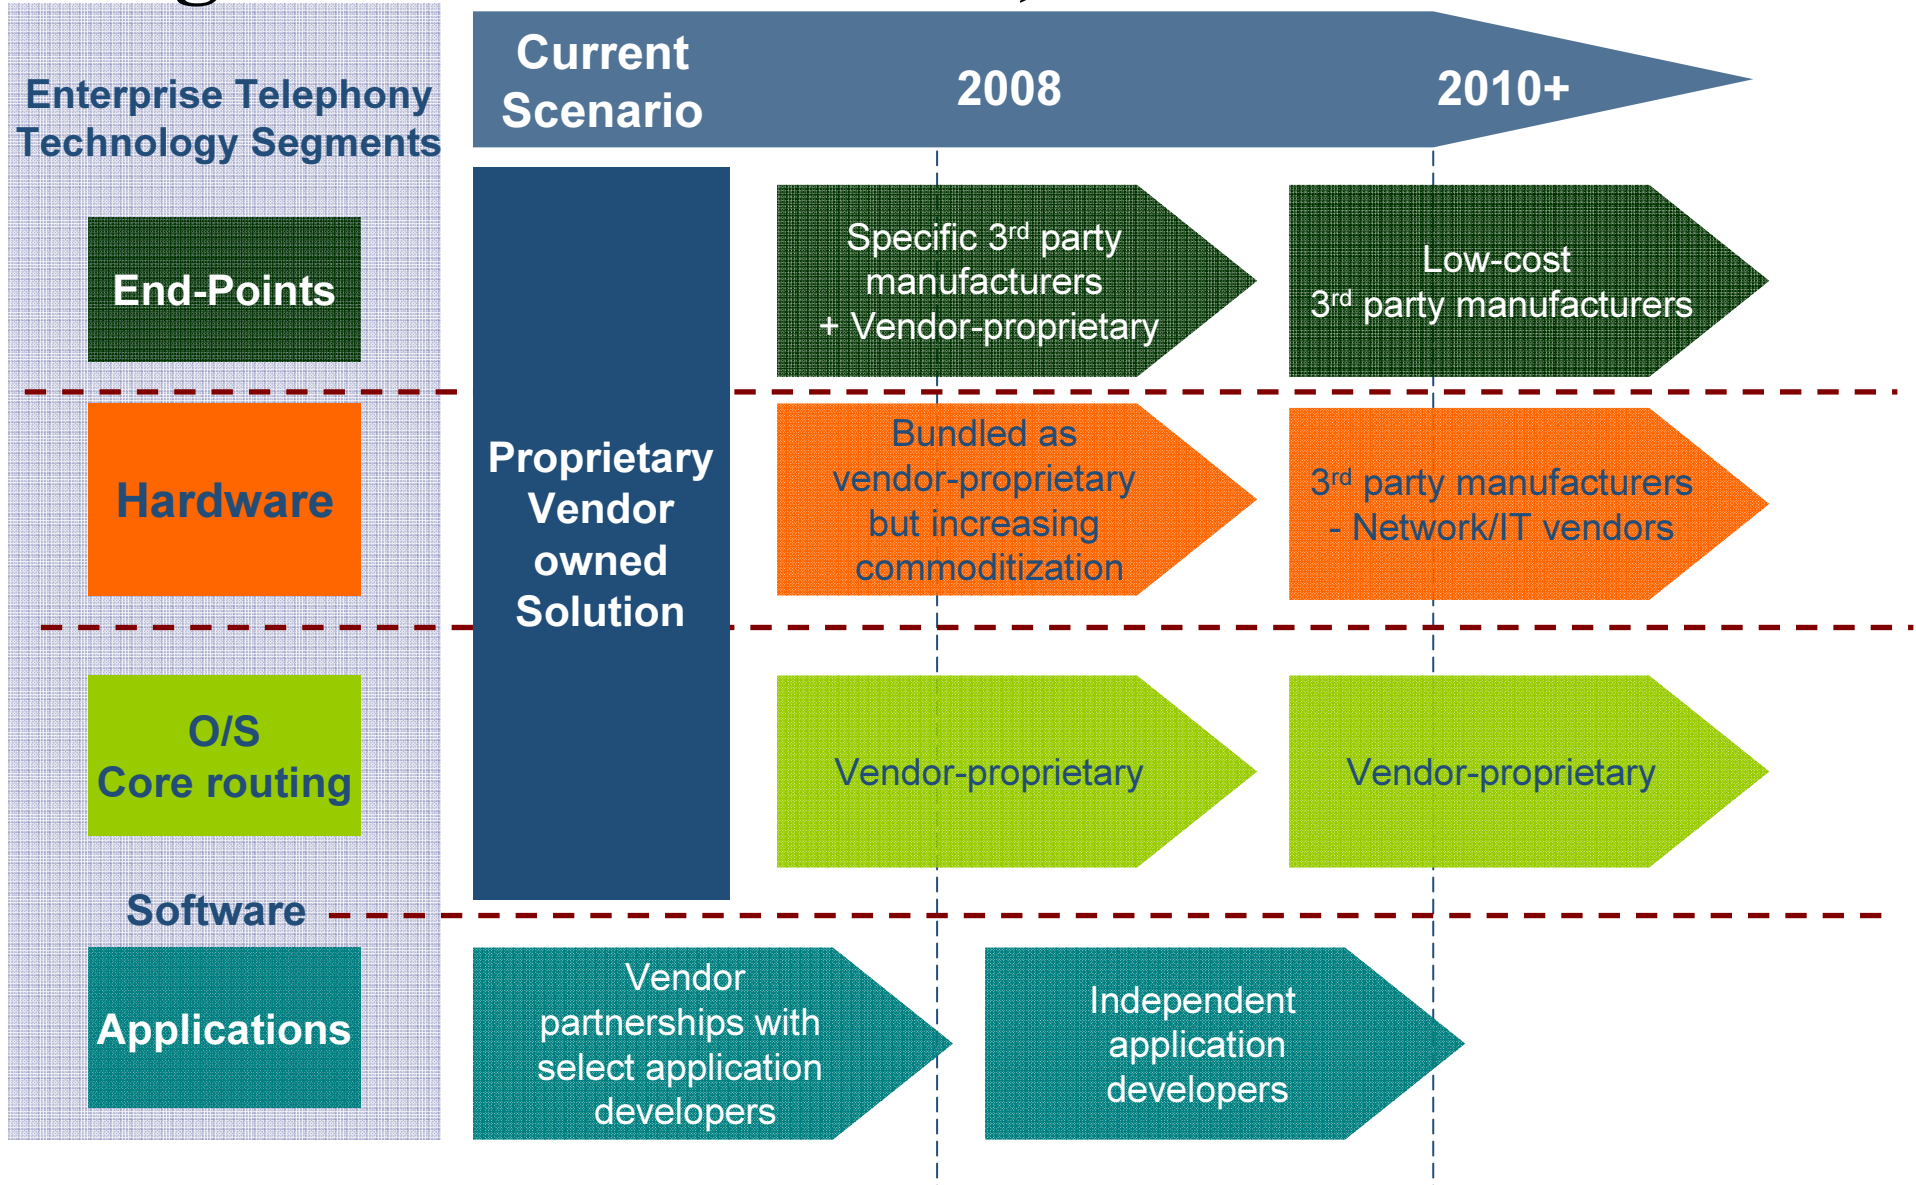 Enterprise Telephony
Technology Segments
Current
Scenario
2008
2010+
End-Points
Specific 3rd party
manufacturers
+ Vendor-proprietary
Low-cost
3rd party manufacturers
Proprietary
Vendor
owned
Solution
Hardware
Bundled as
vendor-proprietary
but increasing
commoditization
3rd party manufacturers
- Network/IT vendors
O/S
Core routing
Vendor-proprietary
Vendor-proprietary
Software
Applications
Vendor
partnerships with
select application
developers
Independent
application
developers